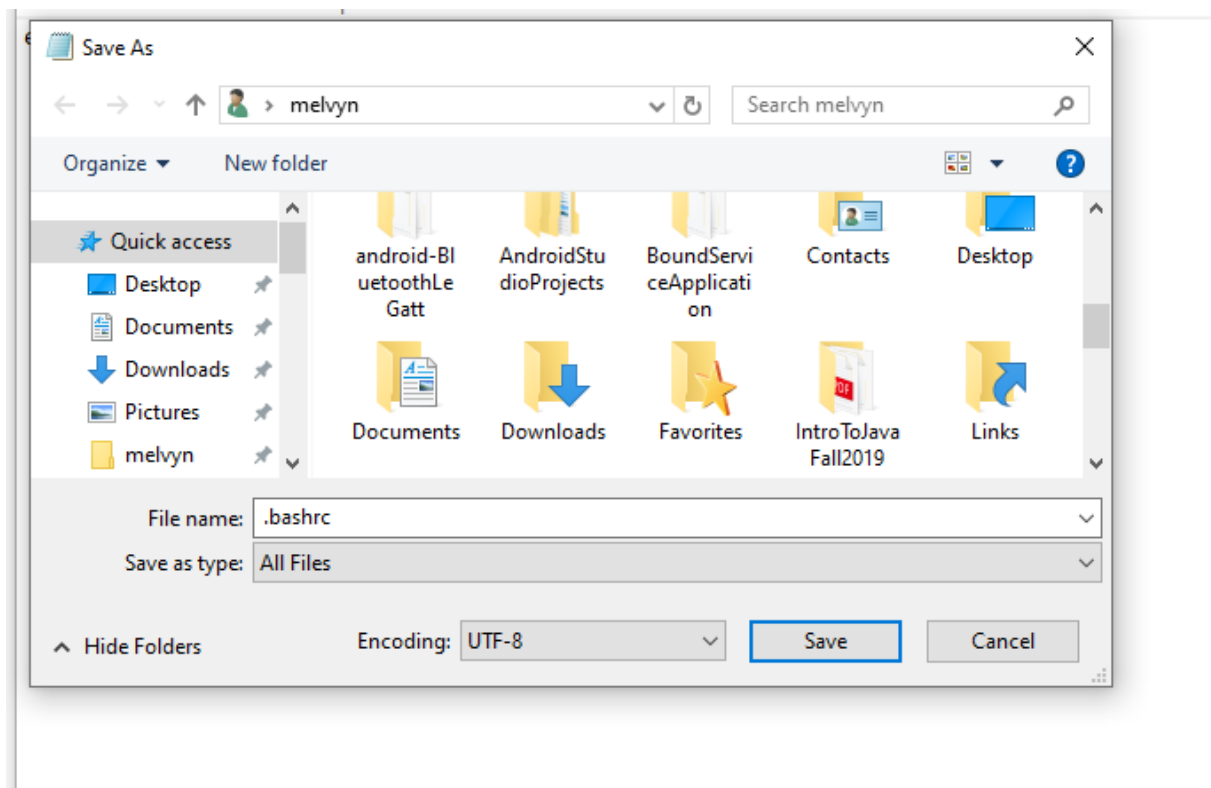 Save As
melvyn
Search melvyn
Organize
New folder
Quick access
Desktop
Documents
Downloads
Pictures
melvyn
android-Bl
uetoothLe
Gatt
AndroidStu
dioProjects
BoundServi
ceApplicati
on
Contacts
Desktop
Documents
Downloads
Favorites
IntroToJava
Fall2019
Links
File name: .bashrc
Save as type: All Files
Hide Folders
Encoding: UTF-8
Save
Cancel